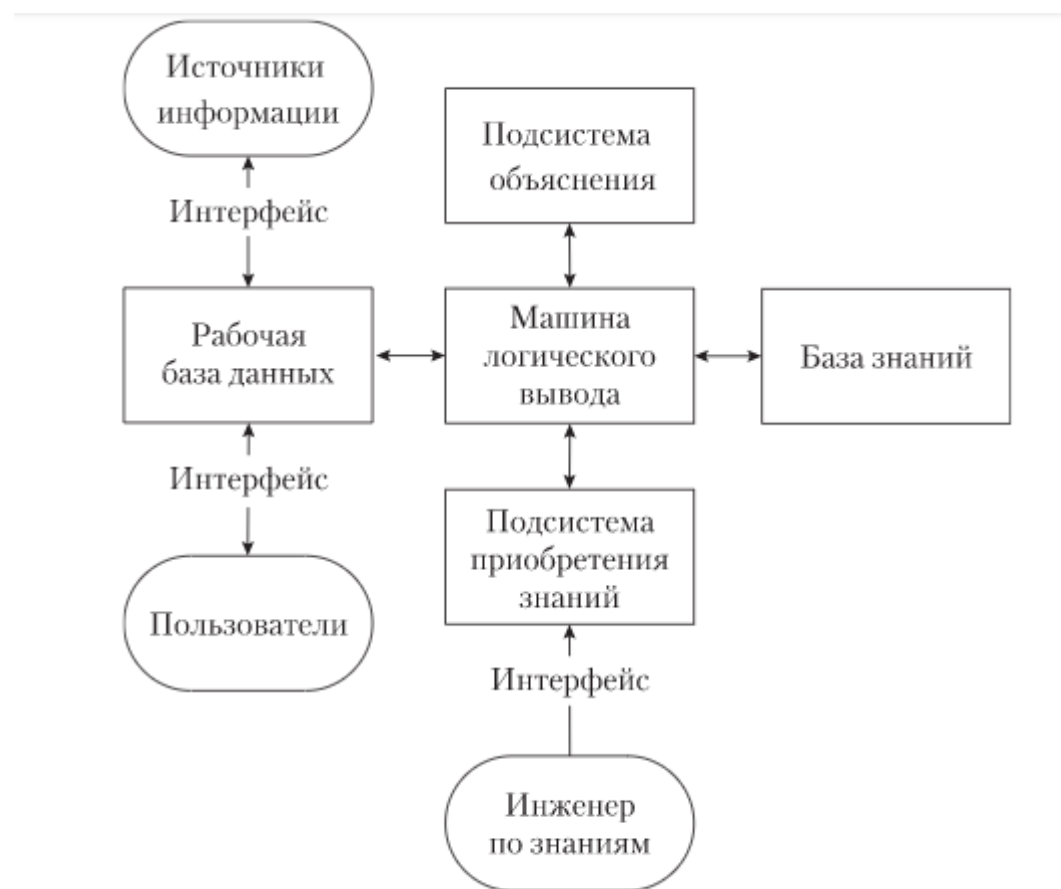 Источники
информации
Интерфейс
Рабочая
база данных
Интерфейс
Пользователи
Подсистема
объяснения
Машина
логического
вывода
База знаний
Подсистема
приобретения
знаний
Интерфейс
Инженер
по знаниям